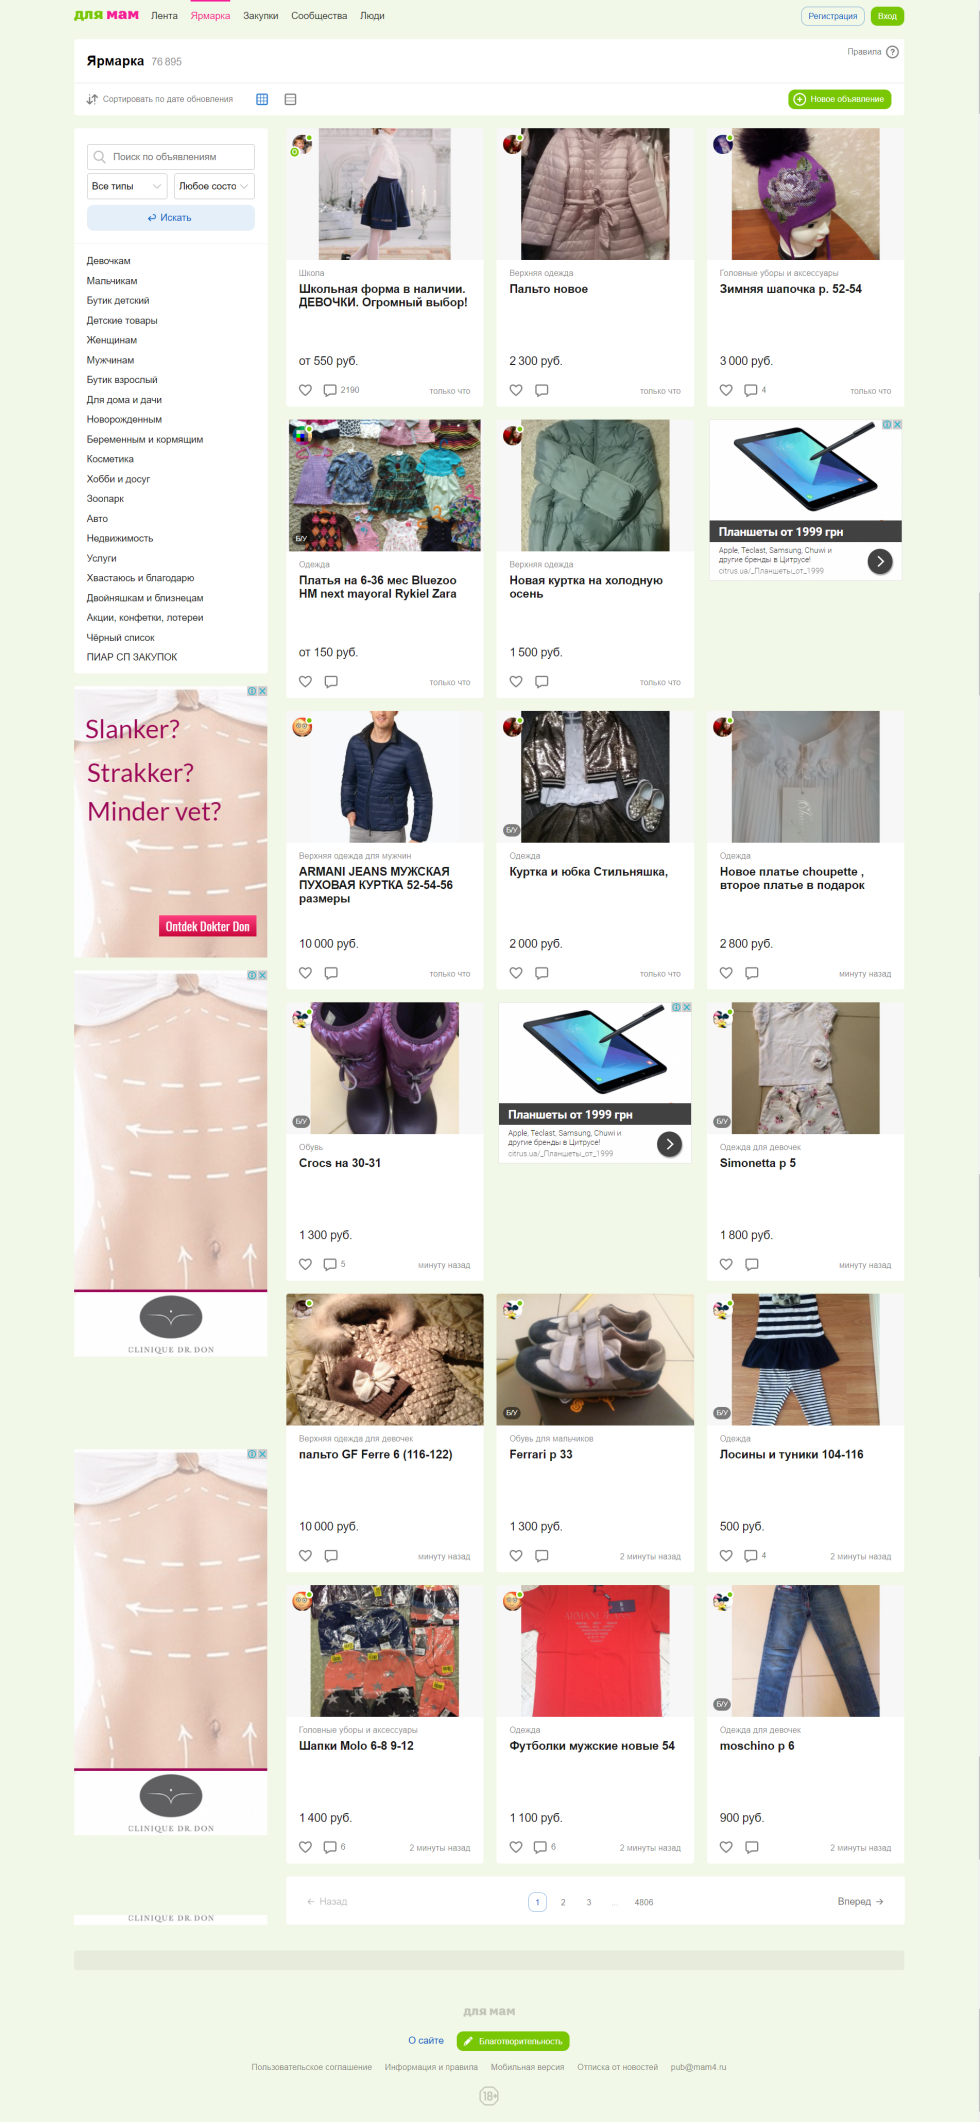 для мам Лента Ярмарка Закупки Сообщества Люди Регистрация Вход
Ярмарка 76 895
Правила
Сортировать по дате обновления Новое объявление
Поиск по объявлениям
Все типы Любое состо
Искать
Девочкам
Мальчикам
Бутик детский
Детские товары
Женщинам
Мужчинам
Бутик взрослый
Для дома и дачи
Новорожденным
Беременным и кормящим
Косметика
Хобби и досуг
Зоопарк
Авто
Недвижимость
Услуги
Хвастаюсь и благодарю
Двойняшкам и близнецам
Акции, конфетки, лотереи
Чёрный список
ПИАР СП ЗАКУПОК
Slanker?
Strakker?
Minder vet?
Ontdek Dokter Don
CLINIQUE DR. DON
CLINIQUE DR. DON
CLINIQUE DR. DON
Школа
Школьная форма в наличии.
ДЕВОЧКИ. Огромный выбор!
от 550 руб.
2190 только что
Верхняя одежда
Пальто новое
2 300 руб.
только что
Головные уборы и аксессуары
Зимняя шапочка р. 52-54
3 000 руб.
4 только что
Б/У
Одежда
Платья на 6-36 мес Bluezoo
HM next mayoral Rykiel Zara
от 150 руб.
только что
Верхняя одежда
Новая куртка на холодную
осень
1 500 руб.
только что
Планшеты от 1999 грн
Apple, Teclast, Samsung, Chuwi и
другие бренды в Цитрусе!
citrus.ua/_Планшеты_от_1999
Верхняя одежда для мужчин
ARMANI JEANS МУЖСКАЯ
ПУХОВАЯ КУРТКА 52-54-56
размеры
10 000 руб.
только что
Б/У
Одежда
Куртка и юбка Стильняшка,
2 000 руб.
только что
Одежда
Новое платье choupette ,
второе платье в подарок
2 800 руб.
минуту назад
Б/У
Обувь
Crocs на 30-31
1 300 руб.
5 минуту назад
Планшеты от 1999 грн
Apple, Teclast, Samsung, Chuwi и
другие бренды в Цитрусе!
citrus.ua/_Планшеты_от_1999
Б/У
Одежда для девочек
Simonetta р 5
1 800 руб.
минуту назад
Верхняя одежда для девочек
пальто GF Ferre 6 (116-122)
10 000 руб.
минуту назад
Б/У
Обувь для мальчиков
Ferrari р 33
1 300 руб.
2 минуты назад
Б/У
Одежда
Лосины и туники 104-116
500 руб.
4 2 минуты назад
Головные уборы и аксессуары
Шапки Molo 6-8 9-12
1 400 руб.
6 2 минуты назад
ARMANI JEANS
Одежда
Футболки мужские новые 54
1 100 руб.
6 2 минуты назад
Б/У
Одежда для девочек
moschino р 6
900 руб.
2 минуты назад
← Назад 1 2 3 ... 4806 Вперед →
для мам
О сайте Благотворительность
Пользовательское соглашение Информация и правила Мобильная версия Отписка от новостей pub@mam4.ru
18+